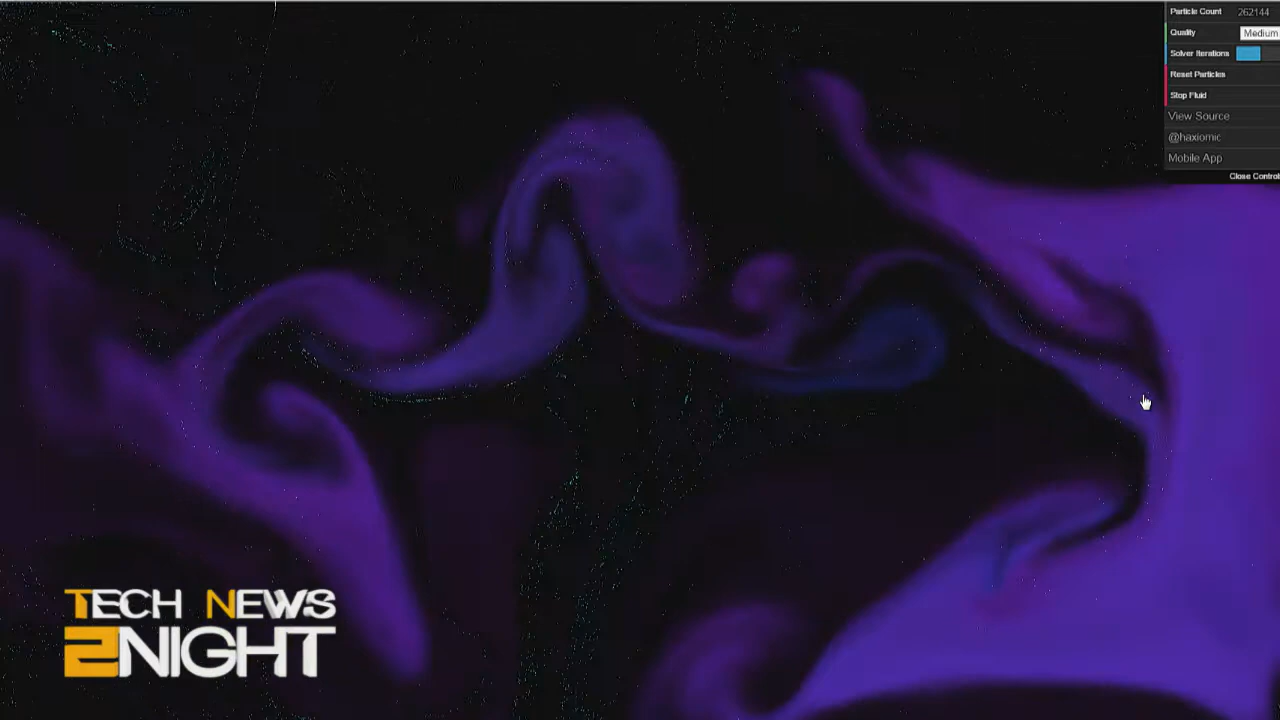 Particle Count 262144
Quality Medium
Solver Iterations
Reset Particles
Stop Fluid
View Source
@haxiomic
Mobile App
Close Control
TECH NEWS
2NIGHT